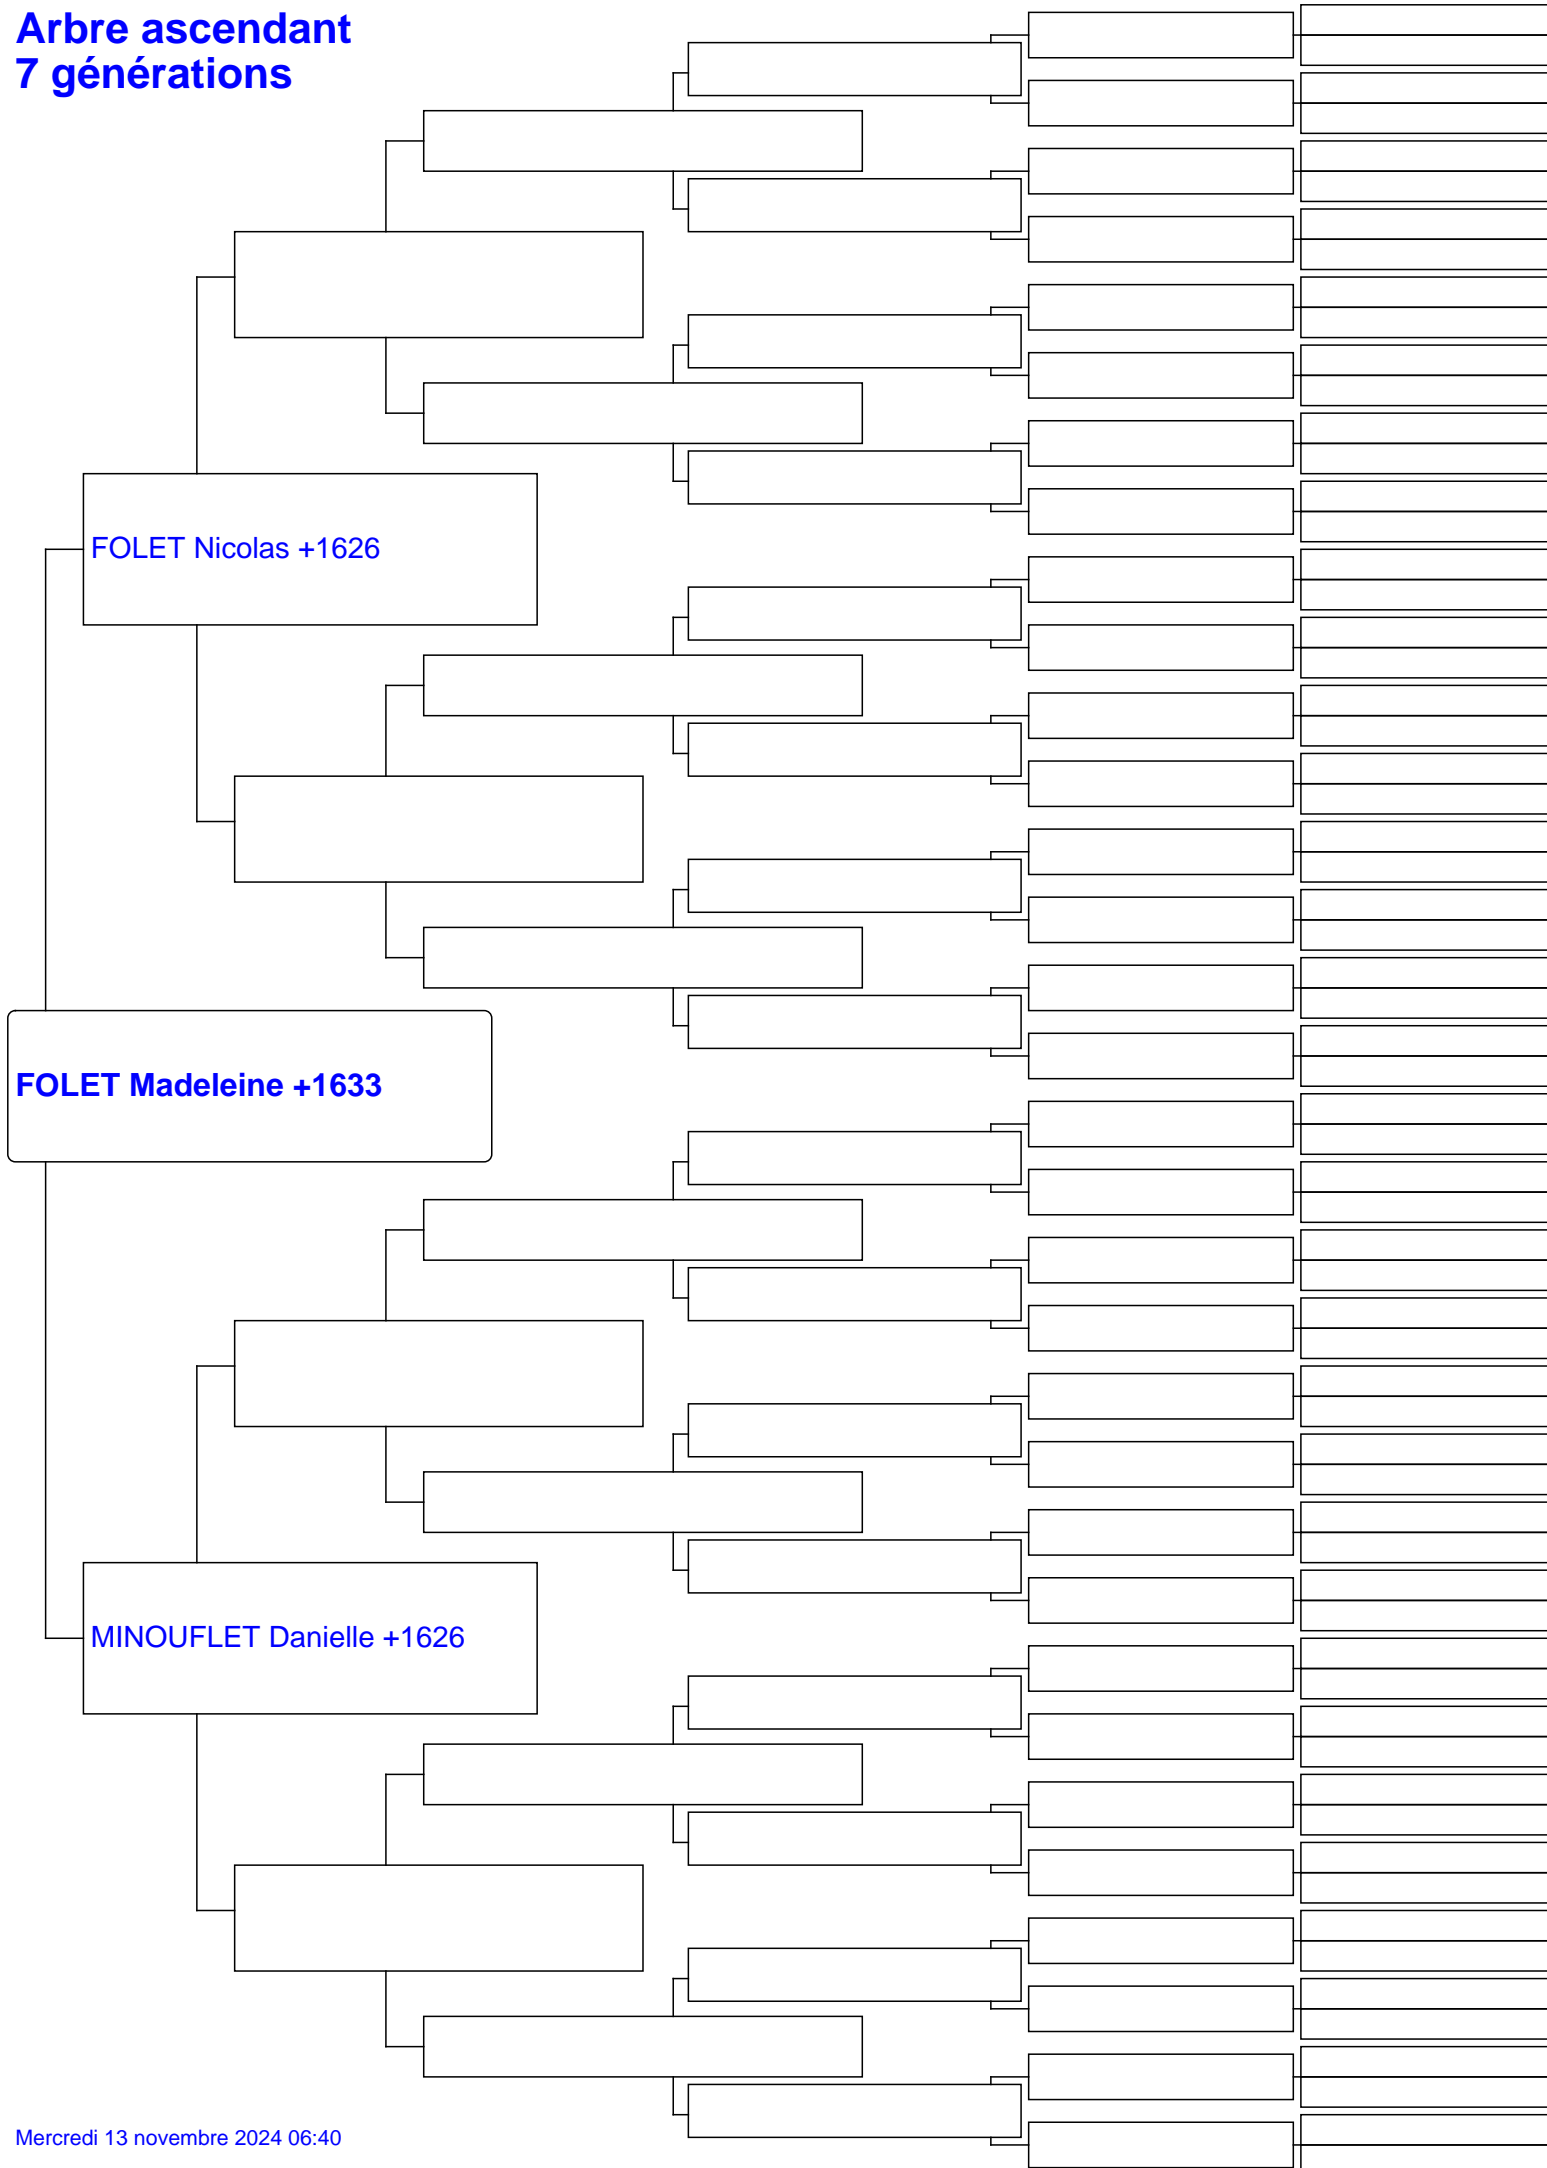 Arbre ascendant
7 générations
FOLET Nicolas +1626
FOLET Madeleine +1633
MINOUFLET Danielle +1626
Mercredi 13 novembre 2024 06:40